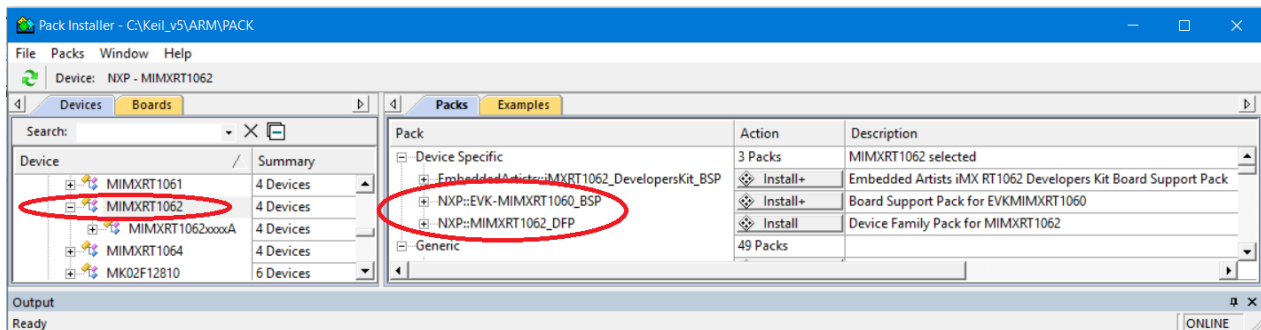 Pack Installer - C:\Keil_v5\ARM\PACK
File Packs Window Help
Device: NXP - MIMXRT1062
Devices Boards
Search:
Device Summary
MIMXRT1061 4 Devices
MIMXRT1062 4 Devices
MIMXRT1062xxxxA 4 Devices
MIMXRT1064 4 Devices
MK02F12810 6 Devices
Packs Examples
Pack Action Description
Device Specific 3 Packs MIMXRT1062 selected
EmbeddedArtists::iMXRT1062_DevelopersKit_BSP Install+ Embedded Artists iMX RT1062 Developers Kit Board Support Pack
NXP::EVK-MIMXRT1060_BSP Install+ Board Support Pack for EVKMIMXRT1060
NXP::MIMXRT1062_DFP Install Device Family Pack for MIMXRT1062
Generic 49 Packs
Output
Ready ONLINE